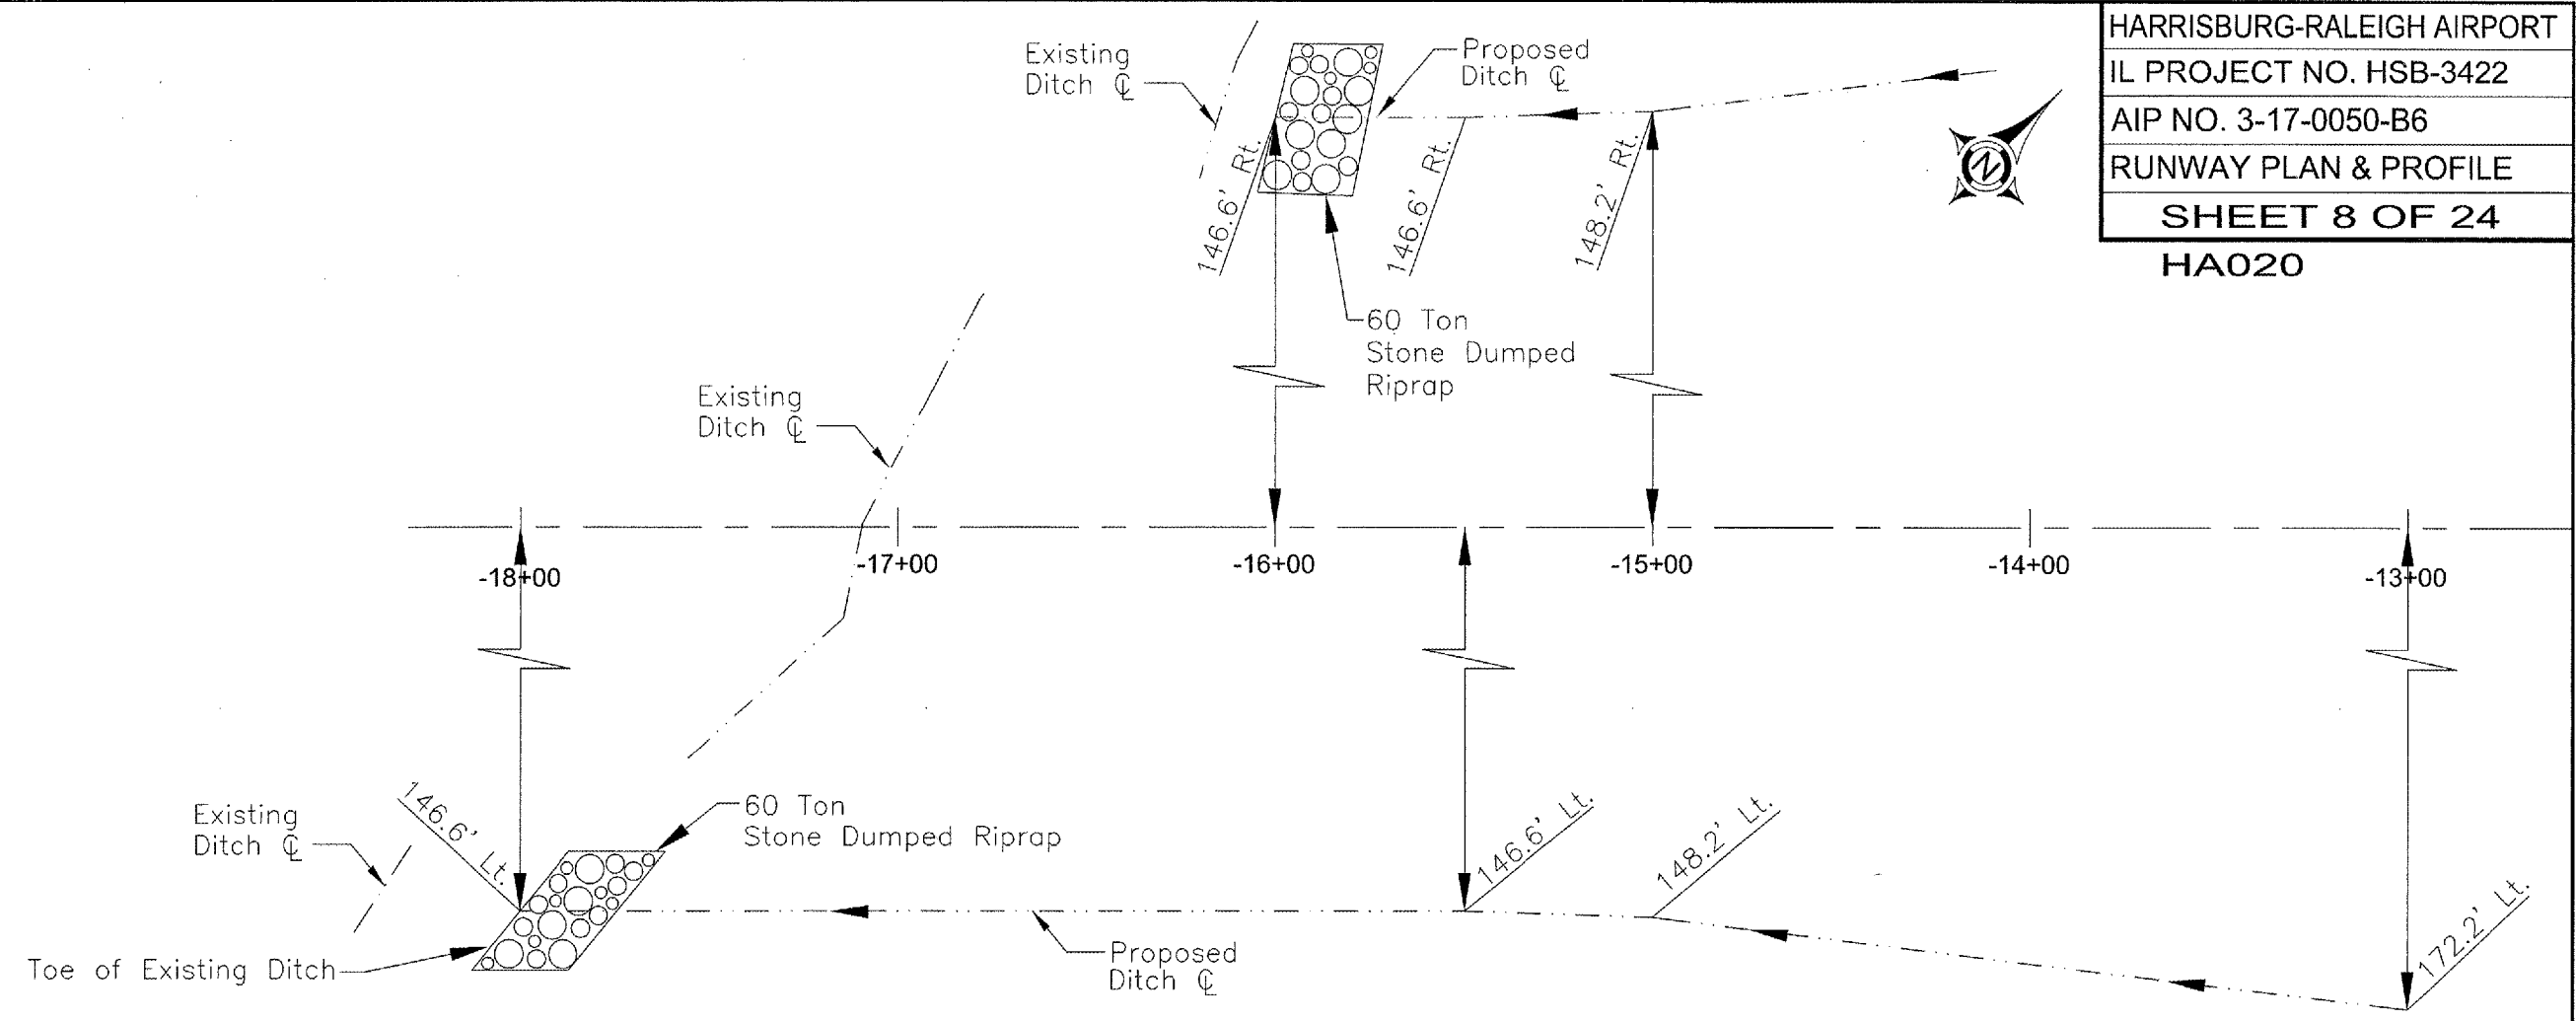 HARRISBURG-RALEIGH AIRPORT
IL PROJECT NO. HSB-3422
AIP NO. 3-17-0050-B6
RUNWAY PLAN & PROFILE
SHEET 8 OF 24
HA020
Existing
Ditch ℄
Proposed
Ditch ℄
N
146.6' Rt.
146.6' Rt.
148.2' Rt.
60 Ton
Stone Dumped
Riprap
Existing
Ditch ℄
-18+00
-17+00
-16+00
-15+00
-14+00
-13+00
Existing
Ditch ℄
146.6' Lt.
60 Ton
Stone Dumped Riprap
146.6' Lt.
148.2' Lt.
172.2' Lt.
Toe of Existing Ditch
Proposed
Ditch ℄